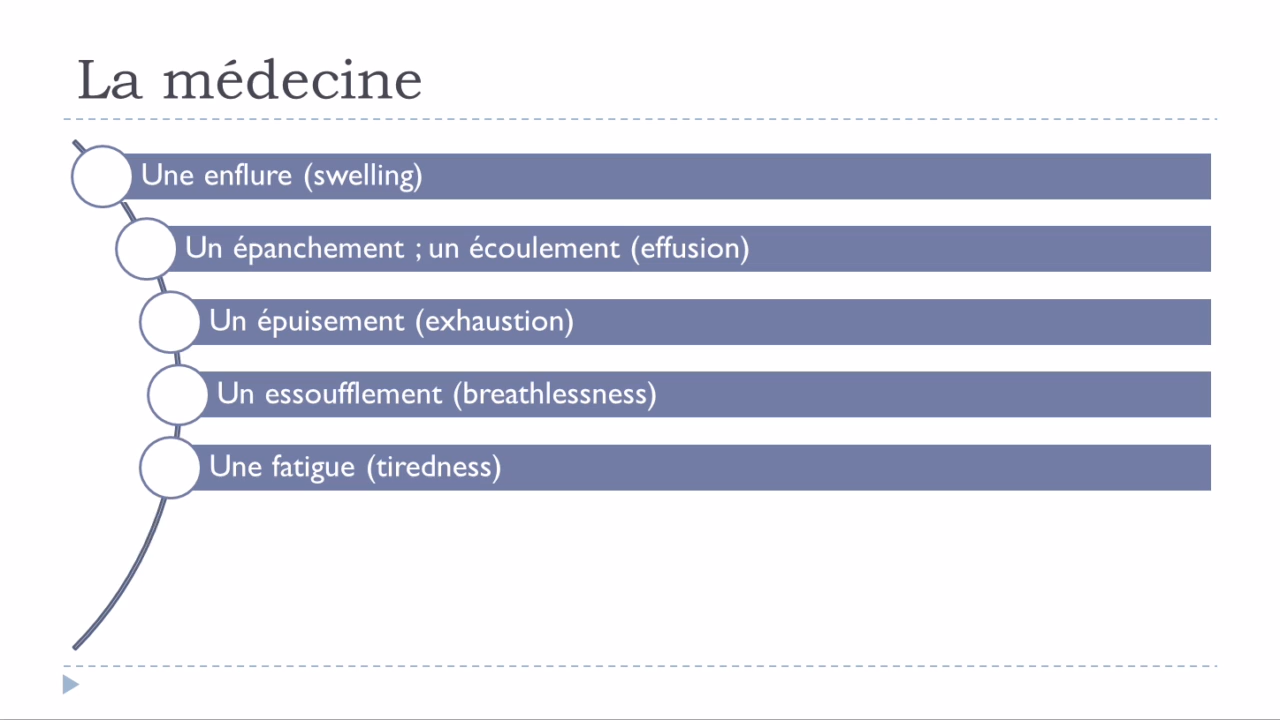 La médecine
Une enflure (swelling)
Un épanchement ; un écoulement (effusion)
Un épuisement (exhaustion)
Un essoufflement (breathlessness)
Une fatigue (tiredness)